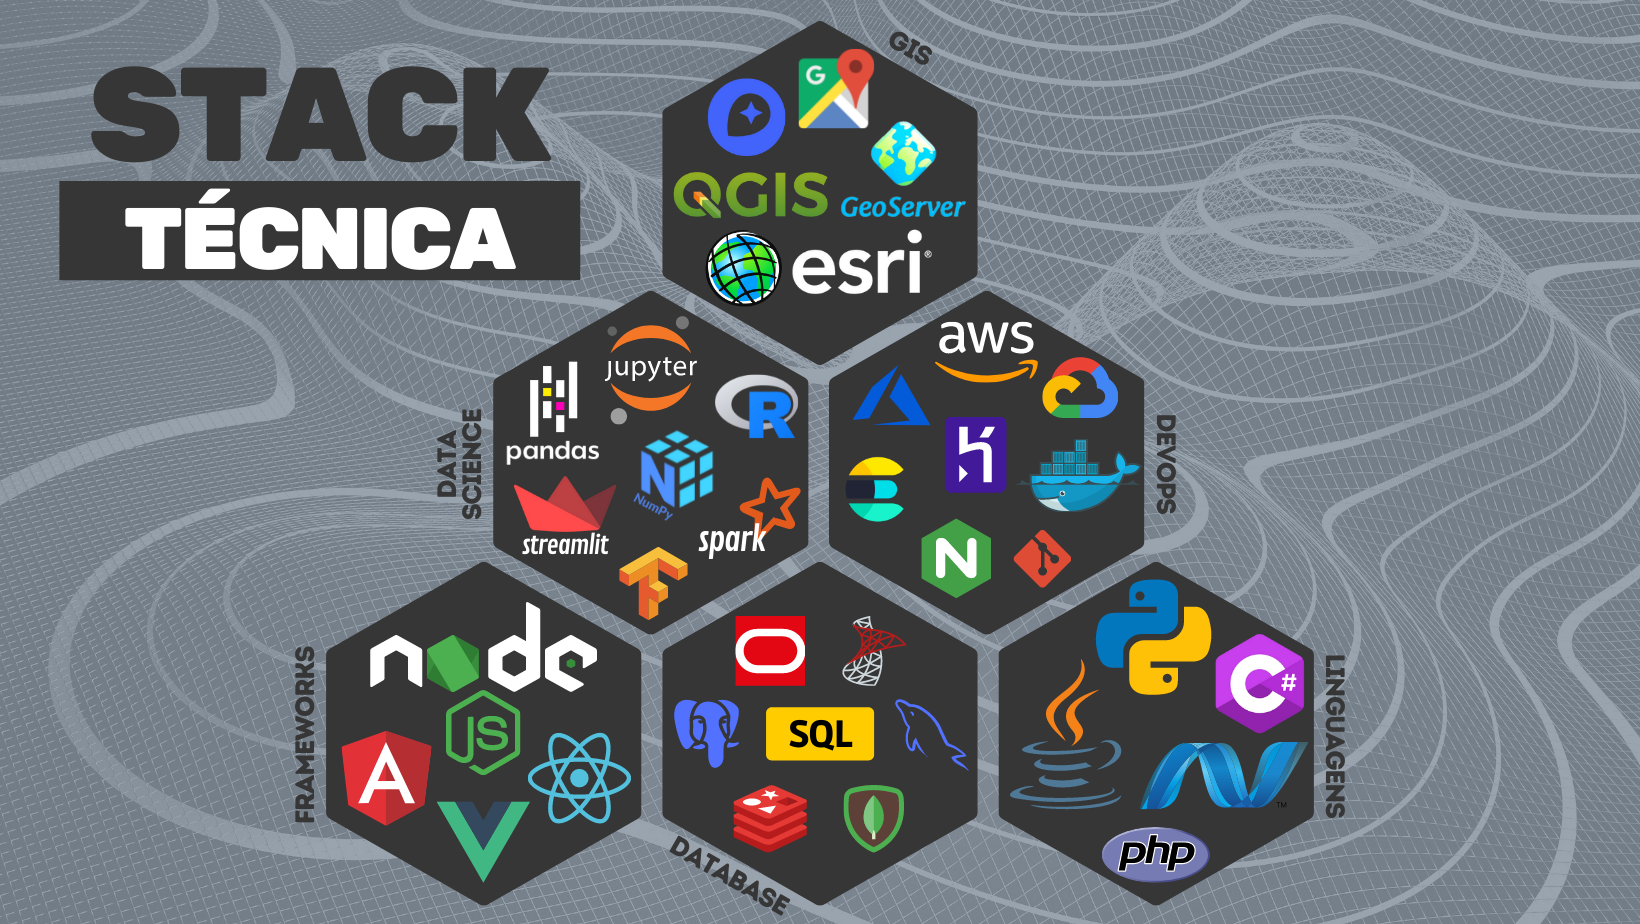 STACK
TÉCNICA
GIS
G
QGIS
GeoServer
esri®
DATA
SCIENCE
jupyter
pandas
R
N
NumPy
streamlit
spark
DEVOPS
aws
N
FRAMEWORKS
node
JS
A
DATABASE
SQL
LINGUAGENS
C#
TM
php